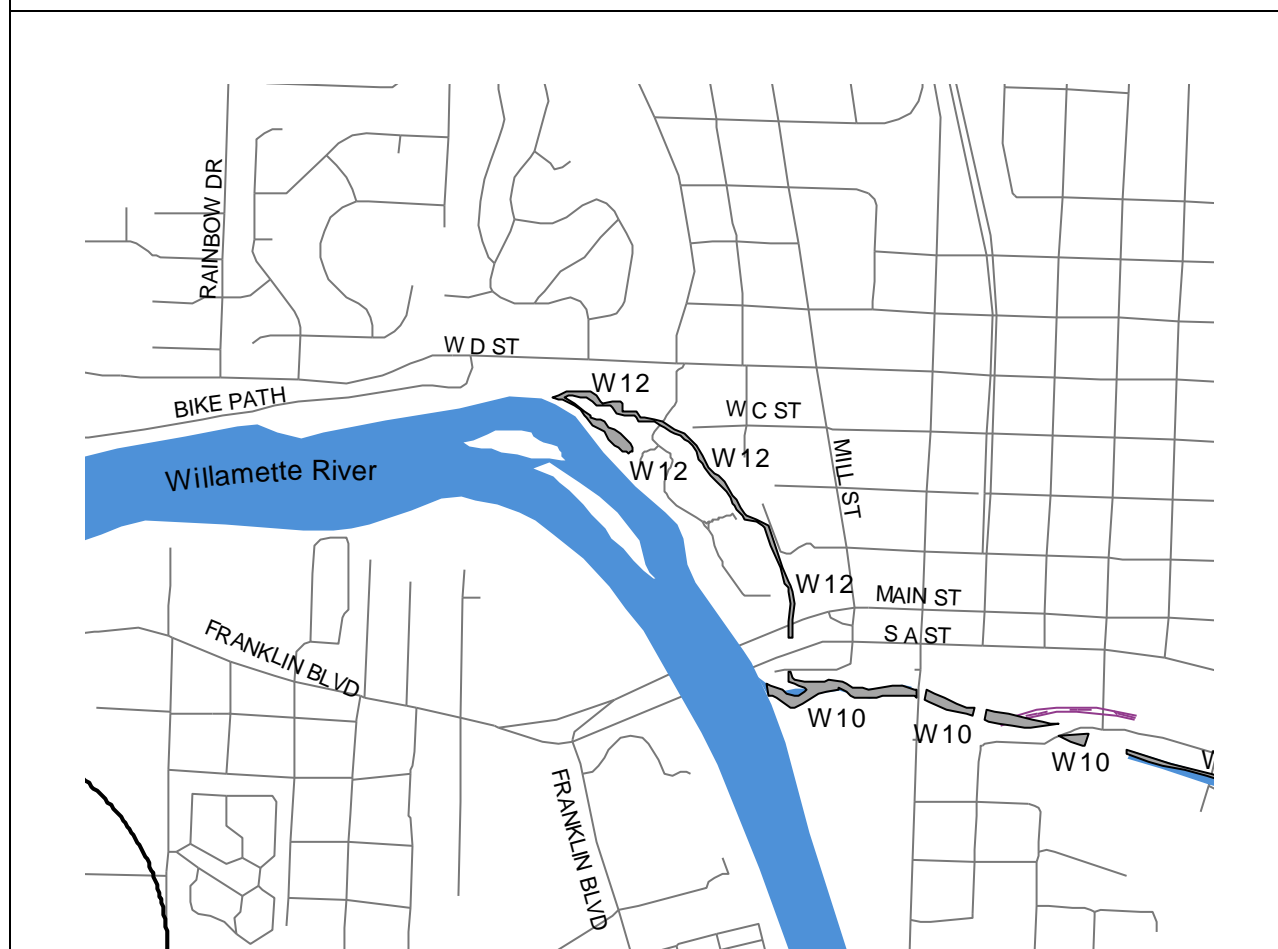 RAINBOW DR
W D ST
W12
BIKE PATH
W C ST
MILL ST
W12
W12
Willamette River
W12
MAIN ST
S A ST
FRANKLIN BLVD
W10
W10
W10
FRANKLIN BLVD